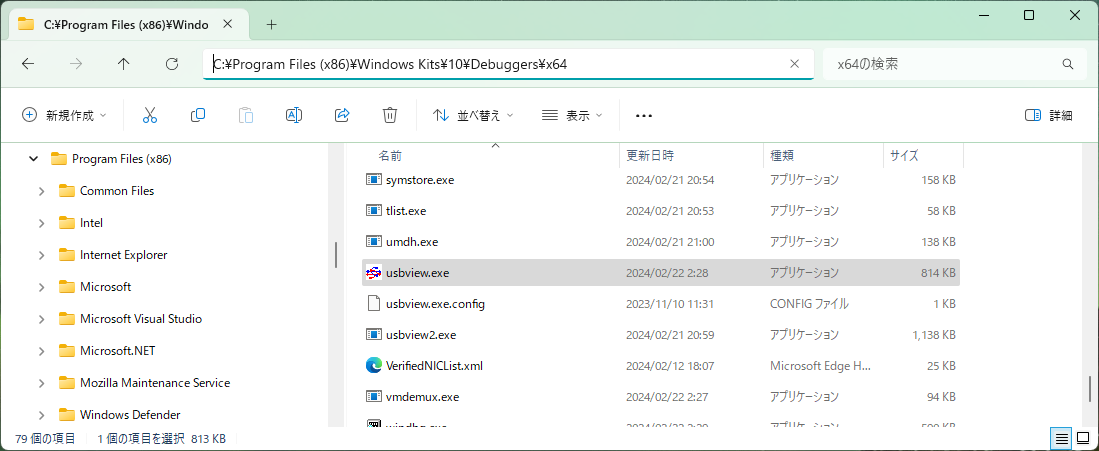 C:¥Program Files (x86)¥Windo
C:¥Program Files (x86)¥Windows Kits¥10¥Debuggers¥x64
x64の検索
新規作成
並べ替え
表示
詳細
Program Files (x86)
Common Files
Intel
Internet Explorer
Microsoft
Microsoft Visual Studio
Microsoft.NET
Mozilla Maintenance Service
Windows Defender
名前 更新日時 種類 サイズ
symstore.exe 2024/02/21 20:54 アプリケーション 158 KB
tlist.exe 2024/02/21 20:53 アプリケーション 58 KB
umdh.exe 2024/02/21 21:00 アプリケーション 138 KB
usbview.exe 2024/02/22 2:28 アプリケーション 814 KB
usbview.exe.config 2023/11/10 11:31 CONFIG ファイル 1 KB
usbview2.exe 2024/02/21 20:59 アプリケーション 1,138 KB
VerifiedNICList.xml 2024/02/12 18:07 Microsoft Edge H... 25 KB
vmdemux.exe 2024/02/22 2:27 アプリケーション 94 KB
79 個の項目 1 個の項目を選択 813 KB